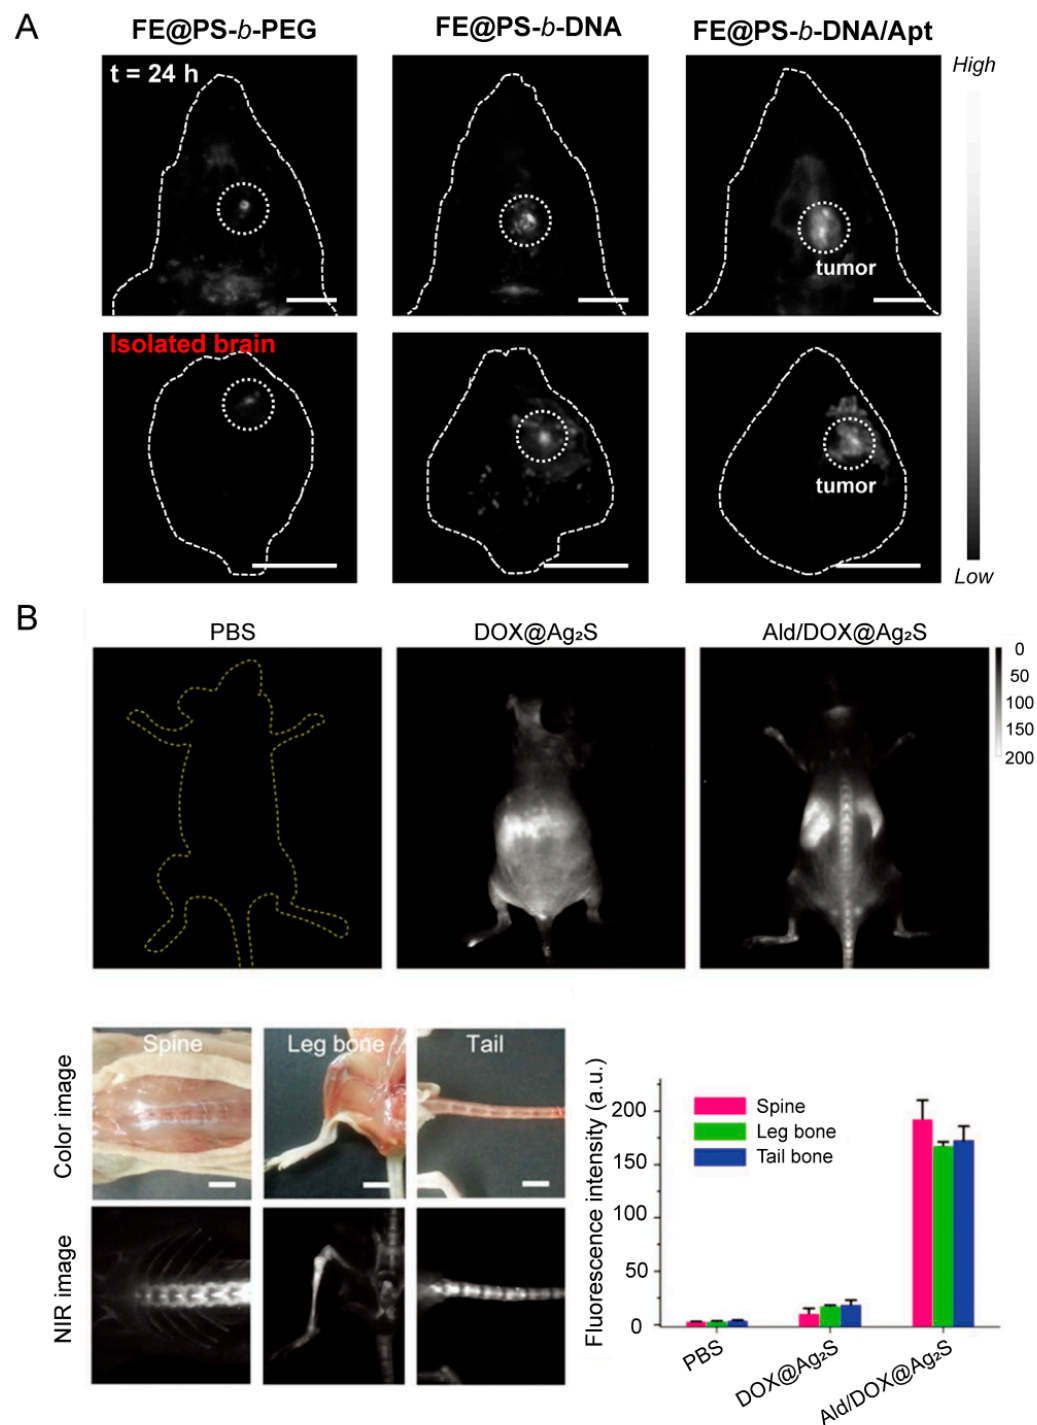 A
FE@PS-b-PEG
FE@PS-b-DNA
FE@PS-b-DNA/Apt
t = 24 h
High
tumor
Isolated brain
tumor
Low
B
PBS
DOX@Ag₂S
Ald/DOX@Ag₂S
0
50
100
150
200
Color image
Spine
Leg bone
Tail
NIR image
Fluorescence intensity (a.u.)
200
150
100
50
0
Spine
Leg bone
Tail bone
PBS
DOX@Ag₂S
Ald/DOX@Ag₂S